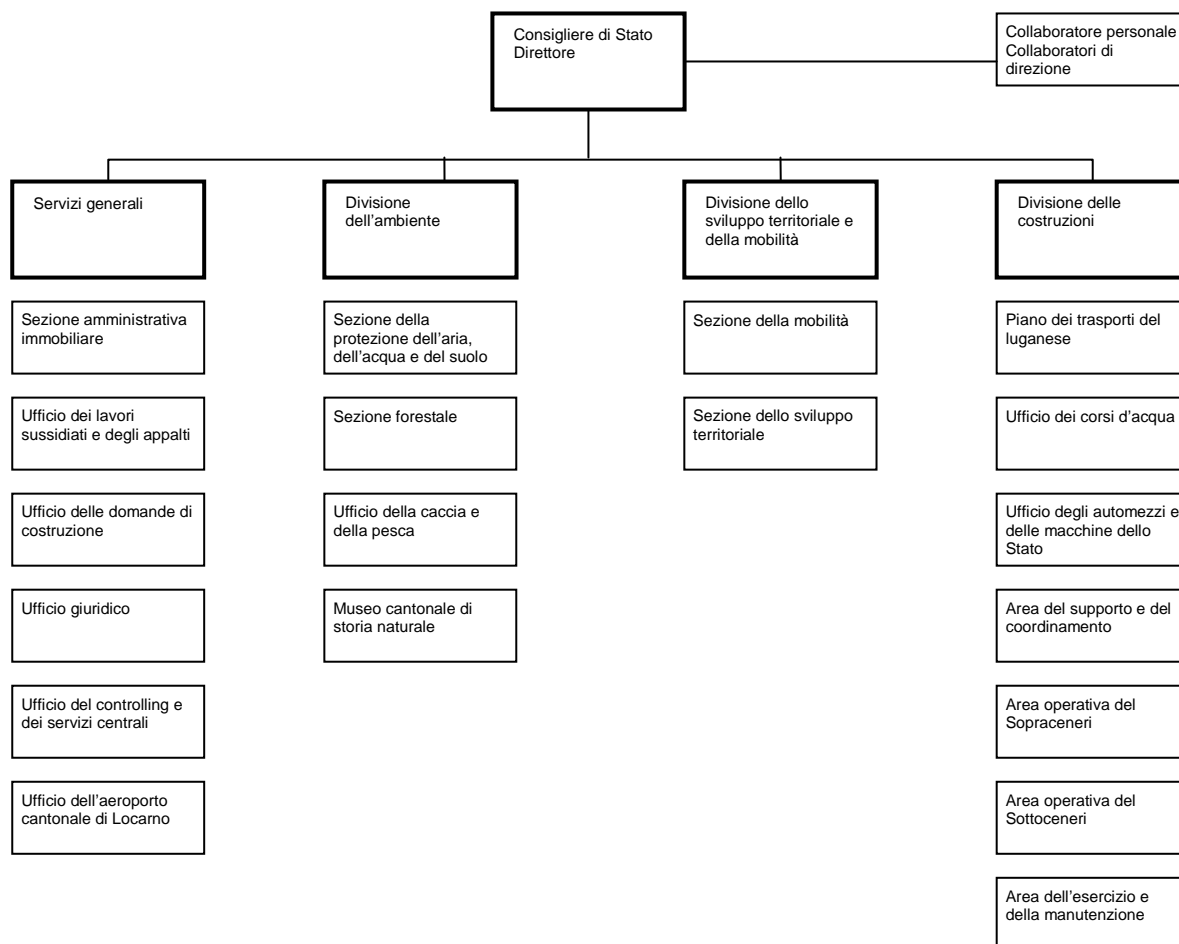 Consigliere di Stato
Direttore
Collaboratore personale
Collaboratori di
direzione
Servizi generali
Divisione
dell'ambiente
Divisione dello
sviluppo territoriale e
della mobilità
Divisione delle
costruzioni
Sezione amministrativa
immobiliare
Sezione della
protezione dell'aria,
dell'acqua e del suolo
Sezione della mobilità
Piano dei trasporti del
luganese
Ufficio dei lavori
sussidiati e degli appalti
Sezione forestale
Sezione dello sviluppo
territoriale
Ufficio dei corsi d'acqua
Ufficio delle domande di
costruzione
Ufficio della caccia e
della pesca
Ufficio degli automezzi e
delle macchine dello
Stato
Ufficio giuridico
Museo cantonale di
storia naturale
Area del supporto e del
coordinamento
Ufficio del controlling e
dei servizi centrali
Area operativa del
Sopraceneri
Ufficio dell'aeroporto
cantonale di Locarno
Area operativa del
Sottoceneri
Area dell'esercizio e
della manutenzione